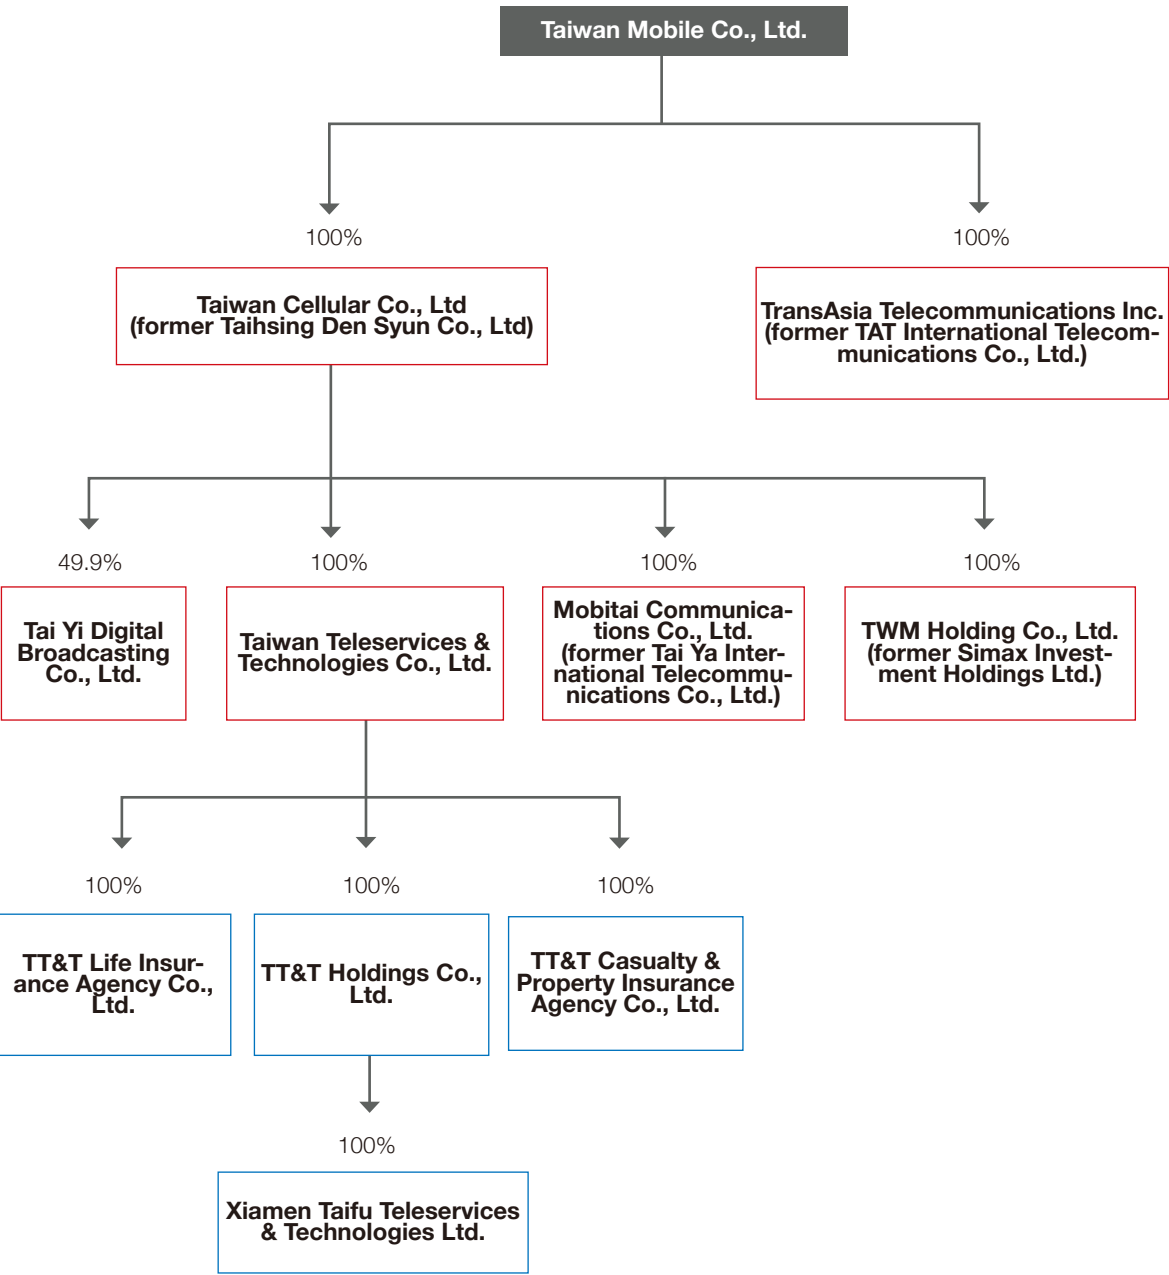 Taiwan Mobile Co., Ltd.
100%
100%
Taiwan Cellular Co., Ltd
(former Taihsing Den Syun Co., Ltd)
TransAsia Telecommunications Inc.
(former TAT International Telecom-
munications Co., Ltd.)
49.9%
100%
100%
100%
Tai Yi Digital
Broadcasting
Co., Ltd.
Taiwan Teleservices &
Technologies Co., Ltd.
Mobitai Communica-
tions Co., Ltd.
(former Tai Ya Inter-
national Telecommu-
nications Co., Ltd.)
TWM Holding Co., Ltd.
(former Simax Invest-
ment Holdings Ltd.)
100%
100%
100%
TT&T Life Insur-
ance Agency Co.,
Ltd.
TT&T Holdings Co.,
Ltd.
TT&T Casualty &
Property Insurance
Agency Co., Ltd.
100%
Xiamen Taifu Teleservices
& Technologies Ltd.